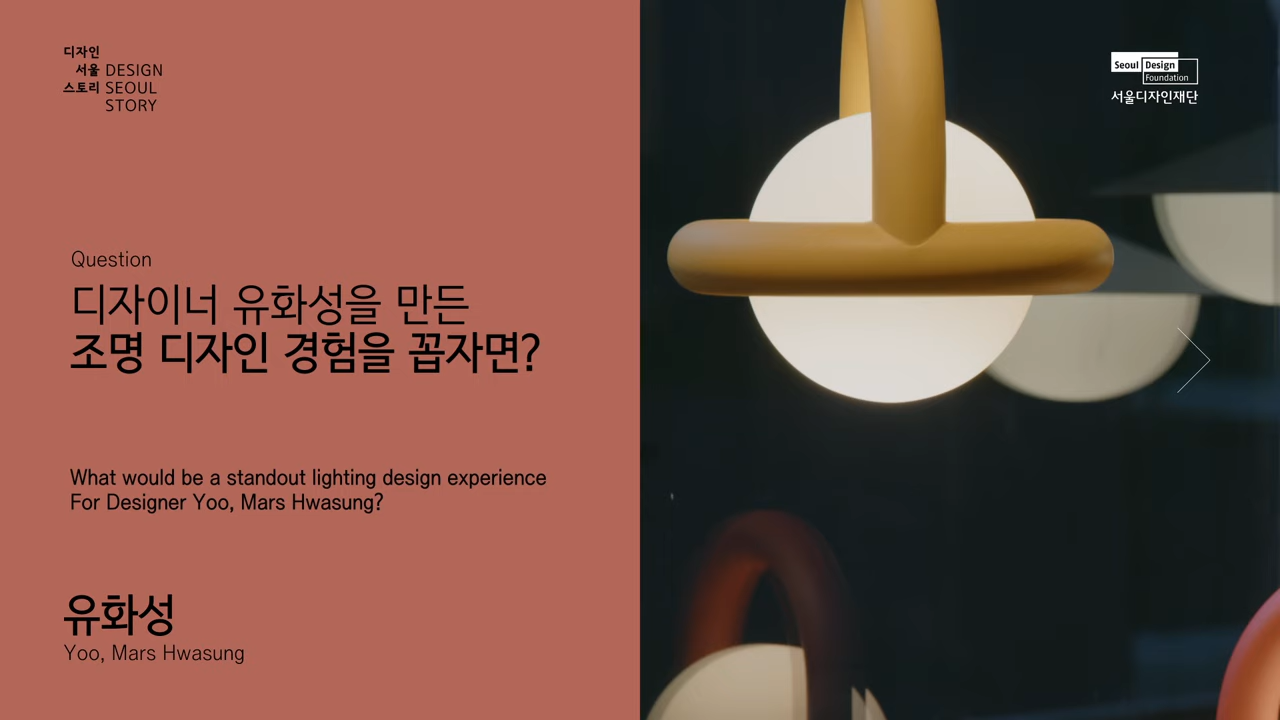 디자인
서울 DESIGN
스토리 SEOUL
STORY
Seoul Design
Foundation
서울디자인재단
Question
디자이너 유화성을 만든
조명 디자인 경험을 꼽자면?
What would be a standout lighting design experience
For Designer Yoo, Mars Hwasung?
유화성
Yoo, Mars Hwasung